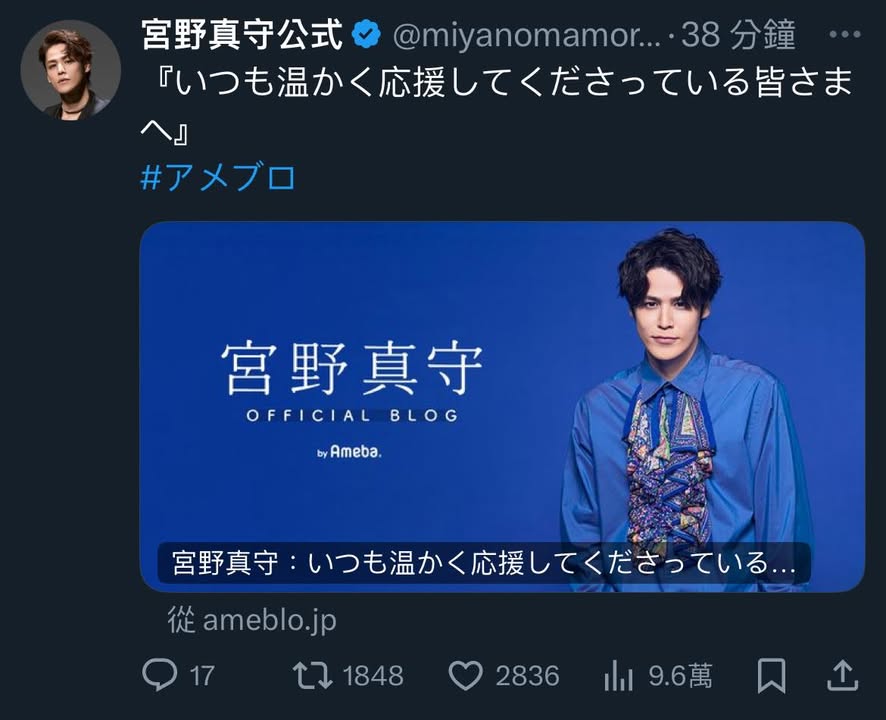 宮野真守公式 @miyanomamor... · 38 分鐘
『いつも温かく応援してくださっている皆さま
へ』
#アメブロ
宮野真守
OFFICIAL BLOG
by Ameba.
宮野真守：いつも温かく応援してくださっている...
從 ameblo.jp
17 1848 2836 9.6萬